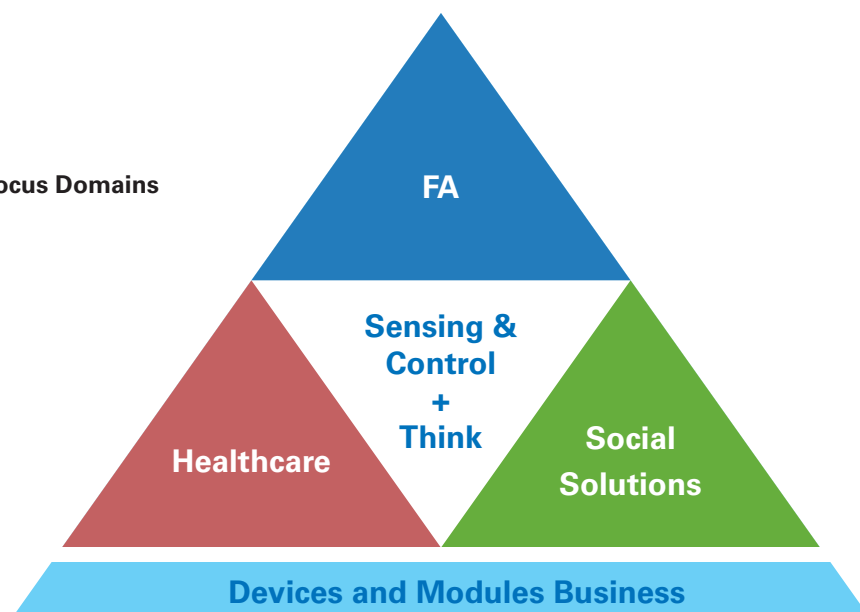 FA
ocus Domains
Sensing &
Control
+
Think
Healthcare
Social
Solutions
Devices and Modules Business